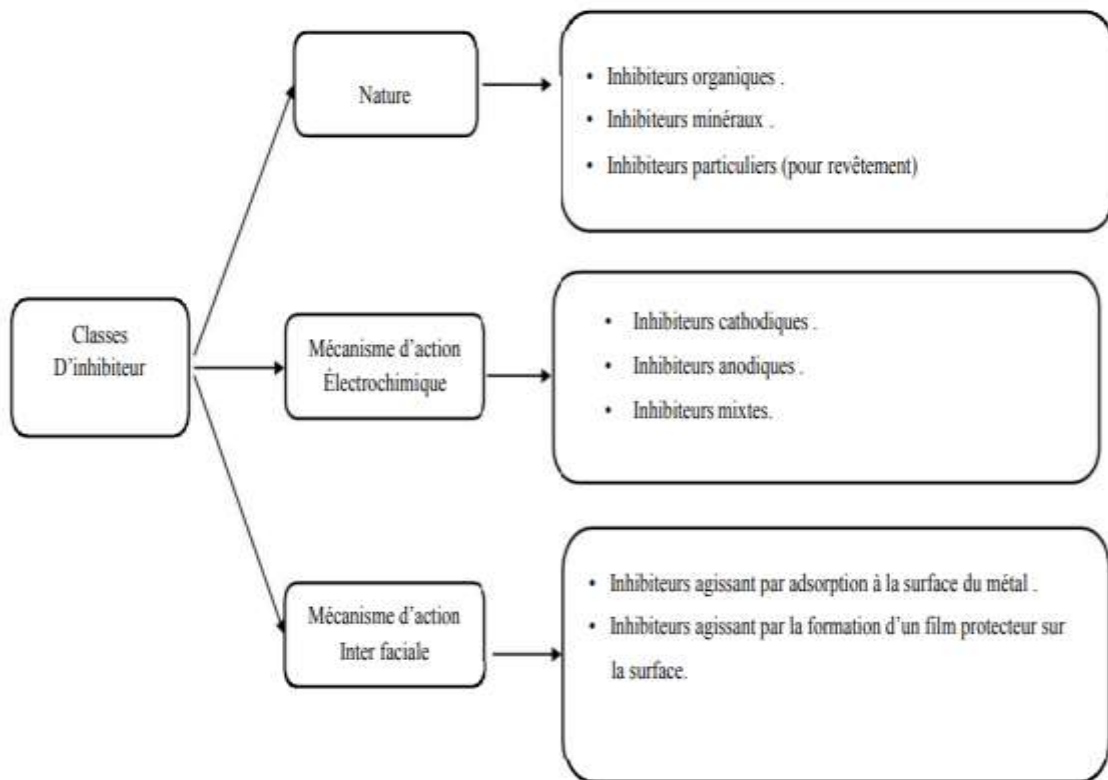 Nature
• Inhibiteurs organiques .
• Inhibiteurs minéraux .
• Inhibiteurs particuliers (pour revêtement)
Classes
D’inhibiteur
Mécanisme d’action
Électrochimique
• Inhibiteurs cathodiques .
• Inhibiteurs anodiques .
• Inhibiteurs mixtes.
Mécanisme d’action
Inter faciale
• Inhibiteurs agissant par adsorption à la surface du métal .
• Inhibiteurs agissant par la formation d’un film protecteur sur
la surface.